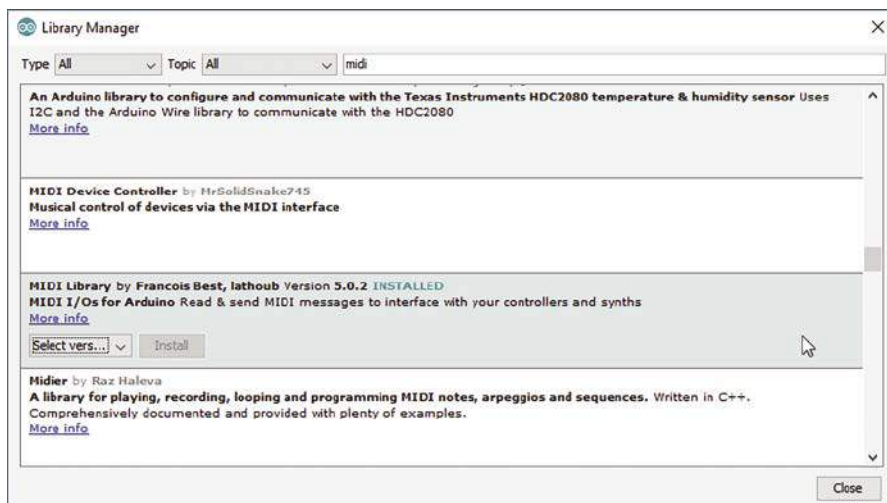 Library Manager
Type All Topic All midi
An Arduino library to configure and communicate with the Texas Instruments HDC2080 temperature & humidity sensor Uses
I2C and the Arduino Wire library to communicate with the HDC2080
More info
MIDI Device Controller by MrSolidSnake745
Musical control of devices via the MIDI interface
More info
MIDI Library by Francois Best, lathoub Version 5.0.2 INSTALLED
MIDI I/Os for Arduino Read & send MIDI messages to interface with your controllers and synths
More info
Select vers... Install
Midier by Raz Haleva
A library for playing, recording, looping and programming MIDI notes, arpeggios and sequences. Written in C++.
Comprehensively documented and provided with plenty of examples.
More info
Close